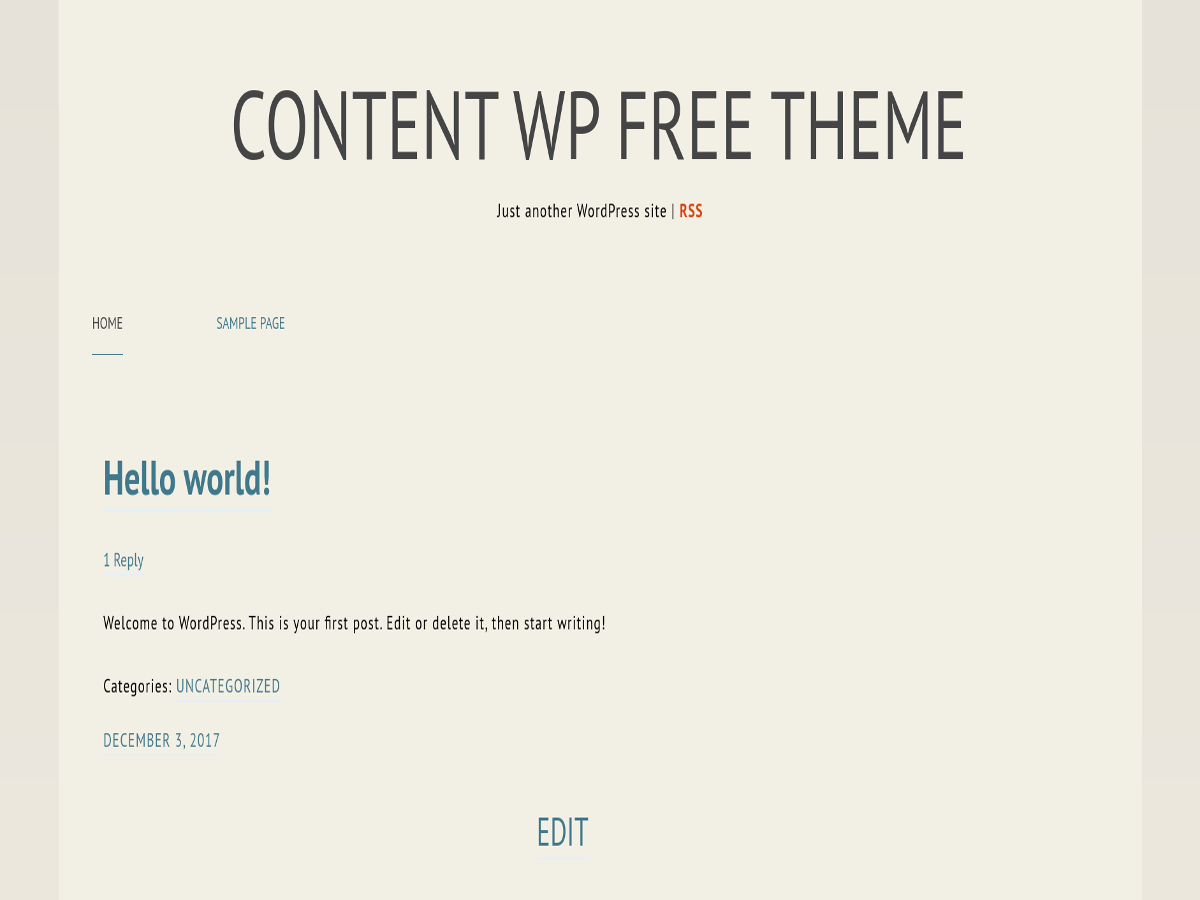 CONTENT WP FREE THEME
Just another WordPress site | RSS
HOME SAMPLE PAGE
Hello world!
1 Reply
Welcome to WordPress. This is your first post. Edit or delete it, then start writing!
Categories: UNCATEGORIZED
DECEMBER 3, 2017
EDIT